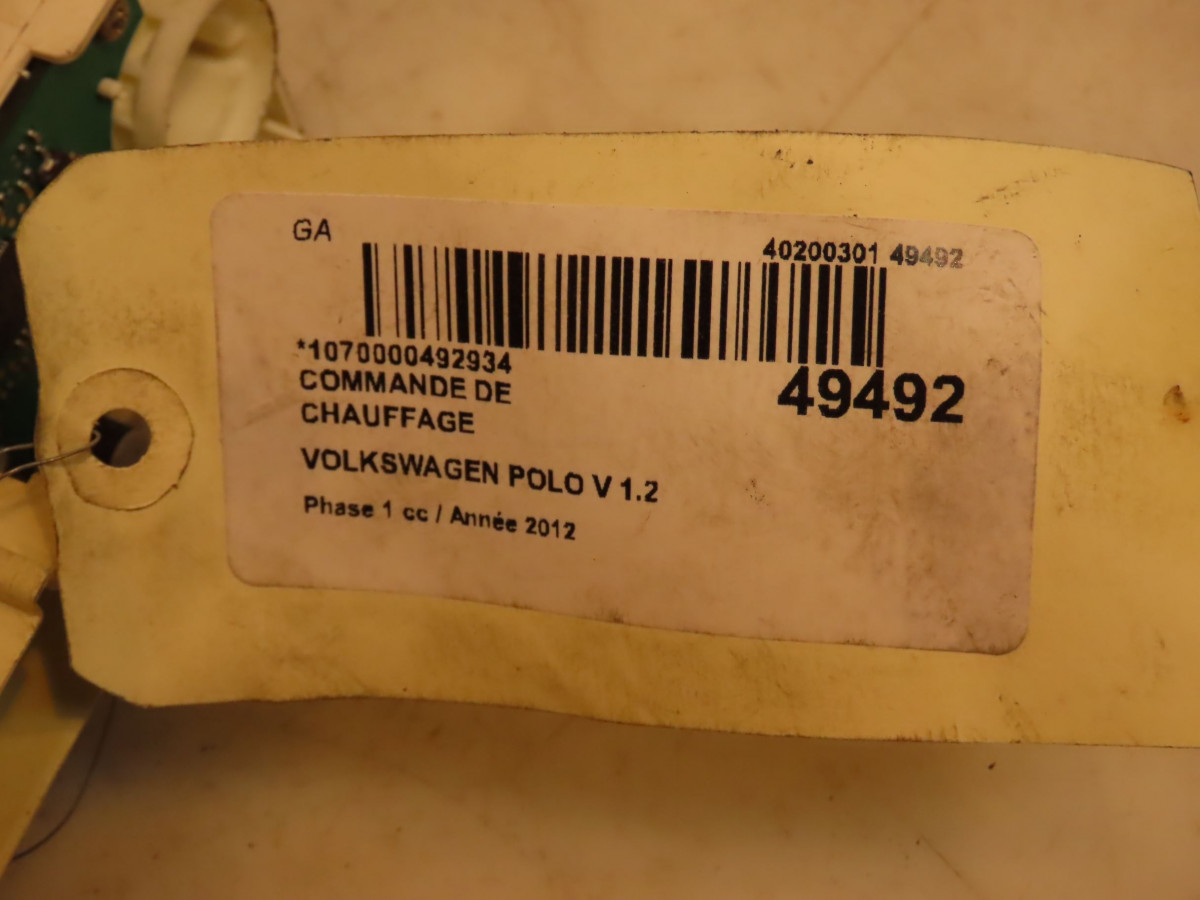 GA
40200301 49492
*1070000492934
COMMANDE DE
CHAUFFAGE
49492
VOLKSWAGEN POLO V 1.2
Phase 1 cc / Année 2012